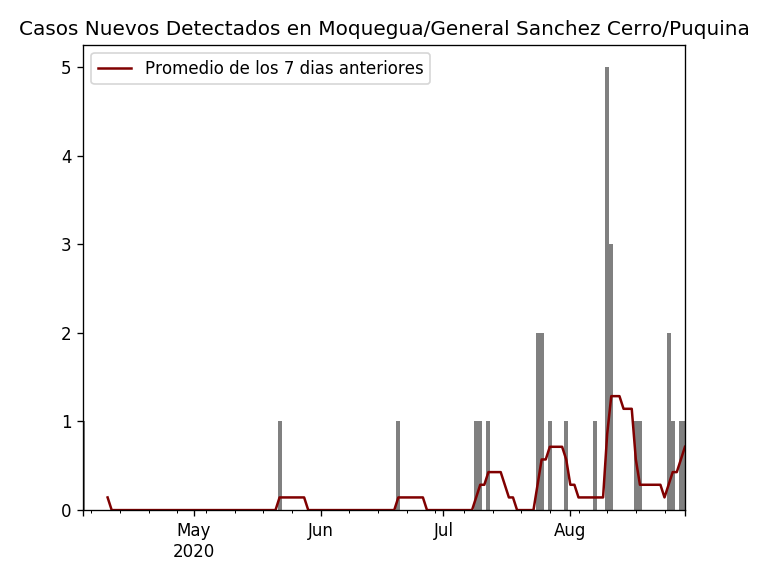 Casos Nuevos Detectados en Moquegua/General Sanchez Cerro/Puquina
Promedio de los 7 dias anteriores
5
4
3
2
1
0
May Jun Jul Aug
2020